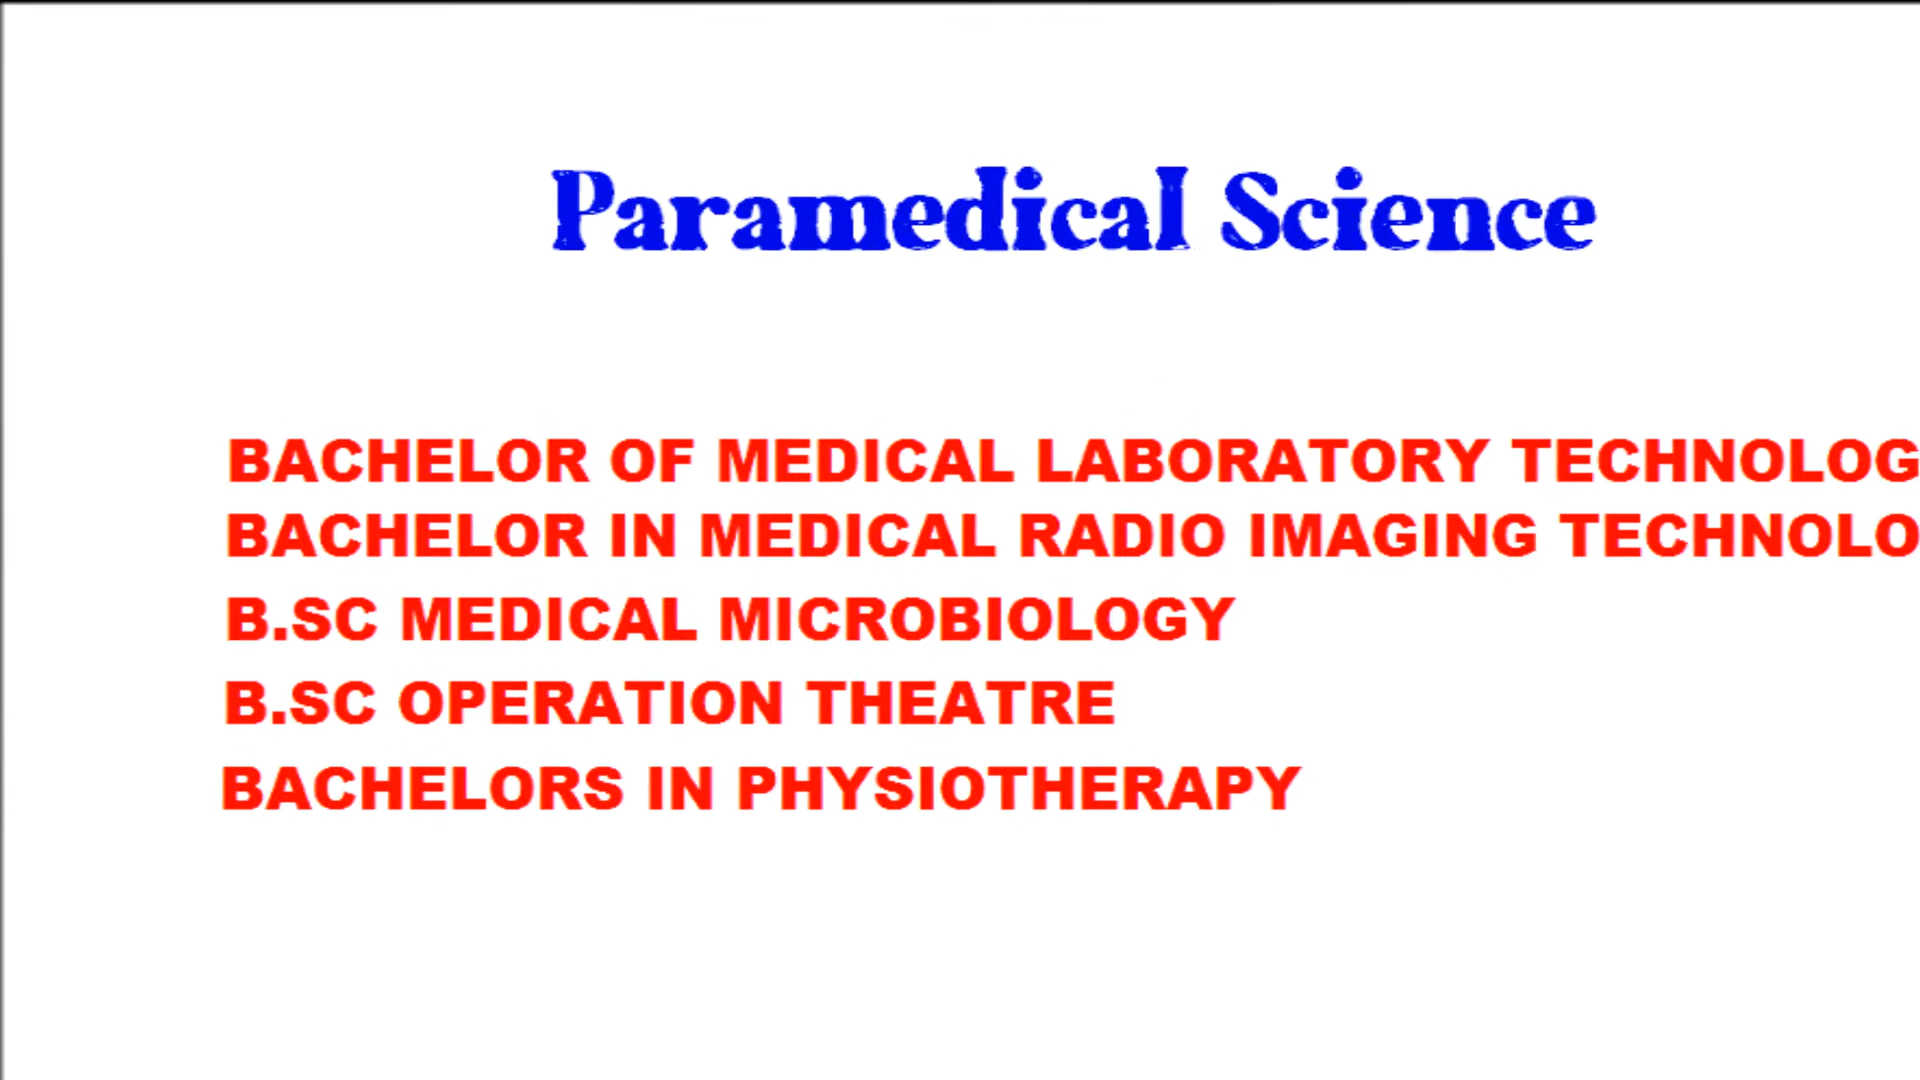 Paramedical Science
BACHELOR OF MEDICAL LABORATORY TECHNOLOG
BACHELOR IN MEDICAL RADIO IMAGING TECHNOLO
B.SC MEDICAL MICROBIOLOGY
B.SC OPERATION THEATRE
BACHELORS IN PHYSIOTHERAPY